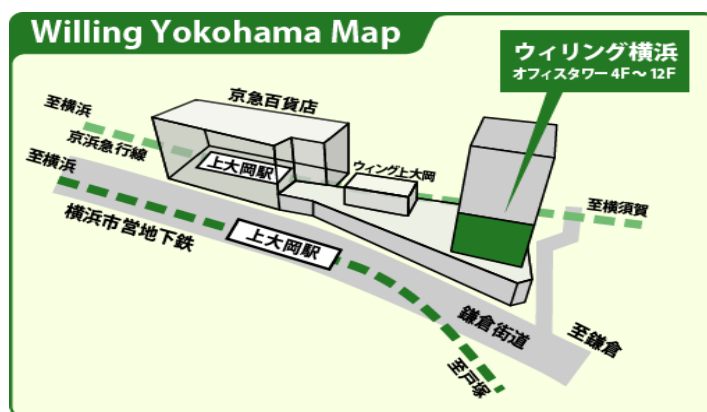 Willing Yokohama Map
ウィリング横浜
オフィスタワー 4F～12F
京急百貨店
至横浜
京浜急行線
上大岡駅
ウィング上大岡
至横須賀
至横浜
横浜市営地下鉄
上大岡駅
鎌倉街道
至鎌倉
至戸塚